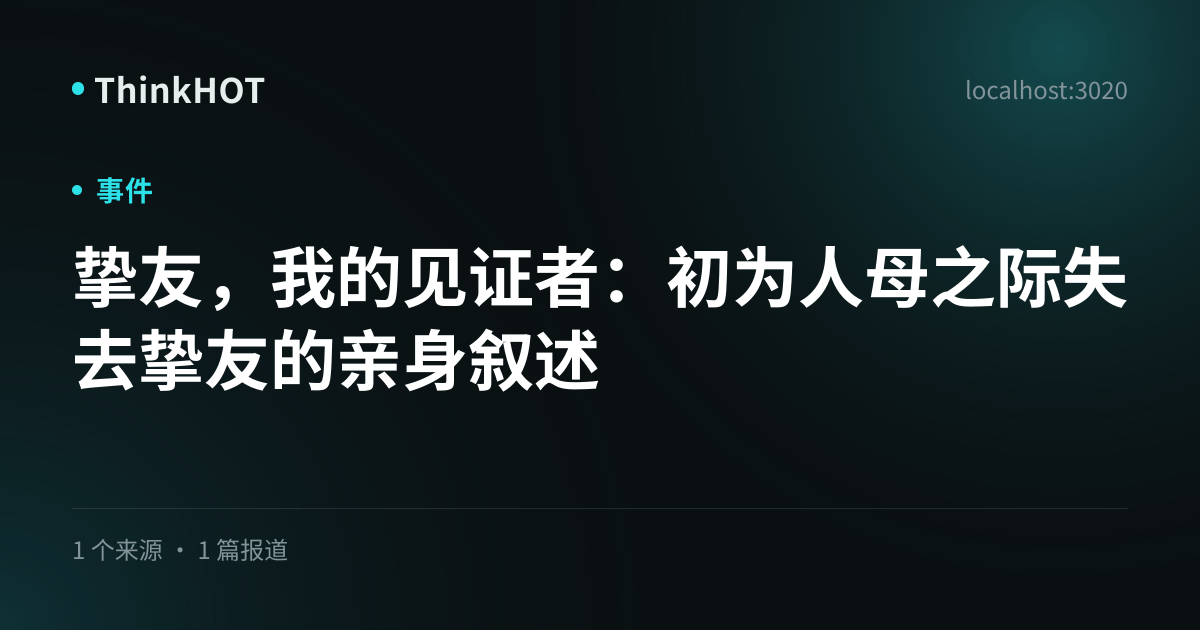 ThinkHOT
localhost:3020
事件
挚友，我的见证者：初为人母之际失
去挚友的亲身叙述
1 个来源 · 1 篇报道